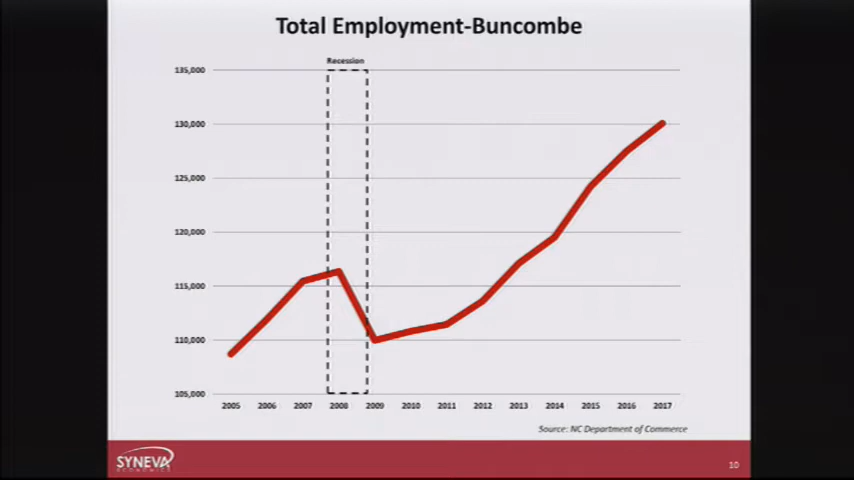 Total Employment-Buncombe
Recession
135,000
130,000
125,000
120,000
115,000
110,000
105,000
2005 2006 2007 2008 2009 2010 2011 2012 2013 2014 2015 2016 2017
Source: NC Department of Commerce
SYNEVA
ECONOMICS
10